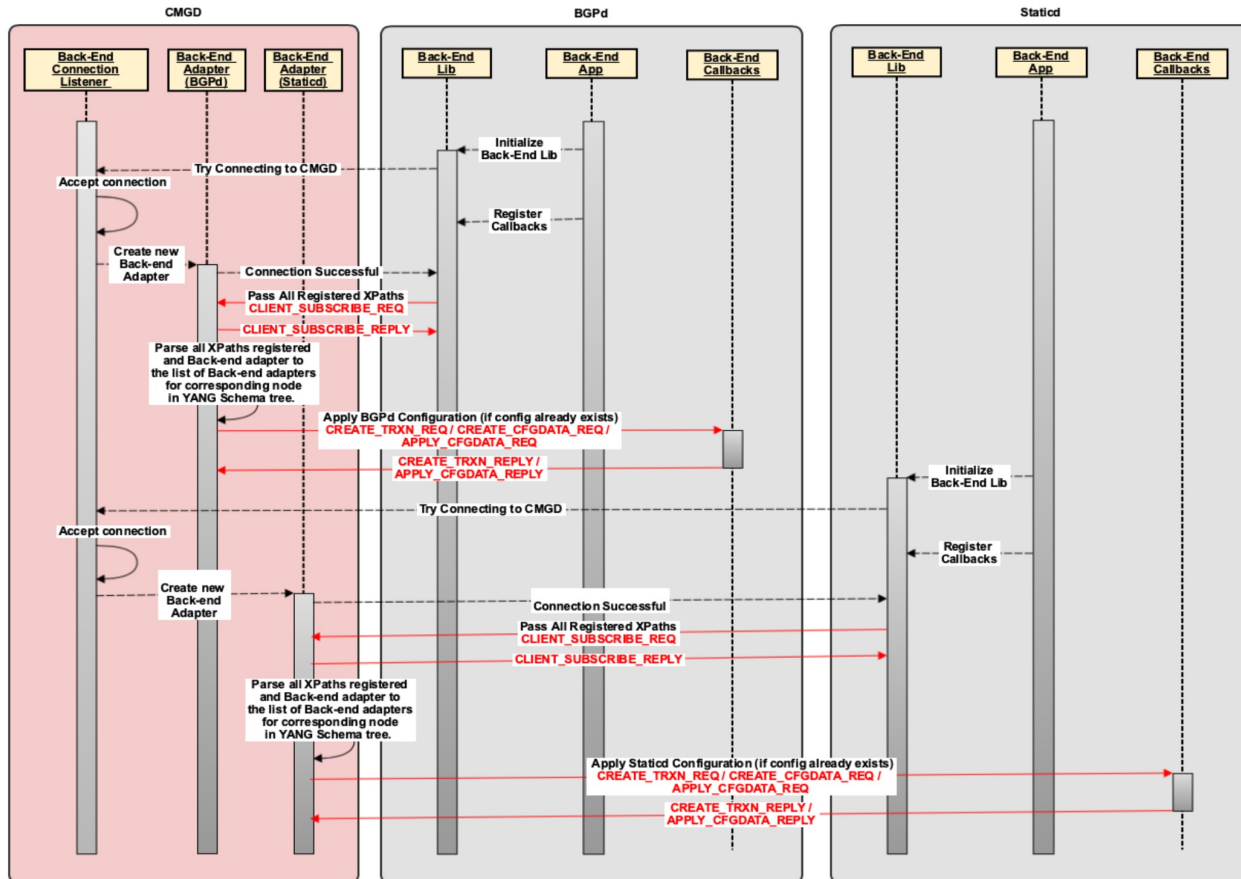 CMGD
BGPd
Staticd
Back-End
Connection
Listener
Back-End
Adapter
(BGPd)
Back-End
Adapter
(Staticd)
Back-End
Lib
Back-End
App
Back-End
Callbacks
Back-End
Lib
Back-End
App
Back-End
Callbacks
Initialize
Back-End Lib
Try Connecting to CMGD
Accept connection
Register
Callbacks
Create new
Back-end
Adapter
Connection Successful
Pass All Registered XPaths
CLIENT_SUBSCRIBE_REQ
CLIENT_SUBSCRIBE_REPLY
Parse all XPaths registered
and Back-end adapter to
the list of Back-end adapters
for corresponding node
in YANG Schema tree.
Apply BGPd Configuration (if config already exists)
CREATE_TRXN_REQ / CREATE_CFGDATA_REQ /
APPLY_CFGDATA_REQ
CREATE_TRXN_REPLY /
APPLY_CFGDATA_REPLY
Initialize
Back-End Lib
Try Connecting to CMGD
Accept connection
Register
Callbacks
Create new
Back-end
Adapter
Connection Successful
Pass All Registered XPaths
CLIENT_SUBSCRIBE_REQ
CLIENT_SUBSCRIBE_REPLY
Parse all XPaths registered
and Back-end adapter to
the list of Back-end adapters
for corresponding node
in YANG Schema tree.
Apply Staticd Configuration (if config already exists)
CREATE_TRXN_REQ / CREATE_CFGDATA_REQ /
APPLY_CFGDATA_REQ
CREATE_TRXN_REPLY /
APPLY_CFGDATA_REPLY